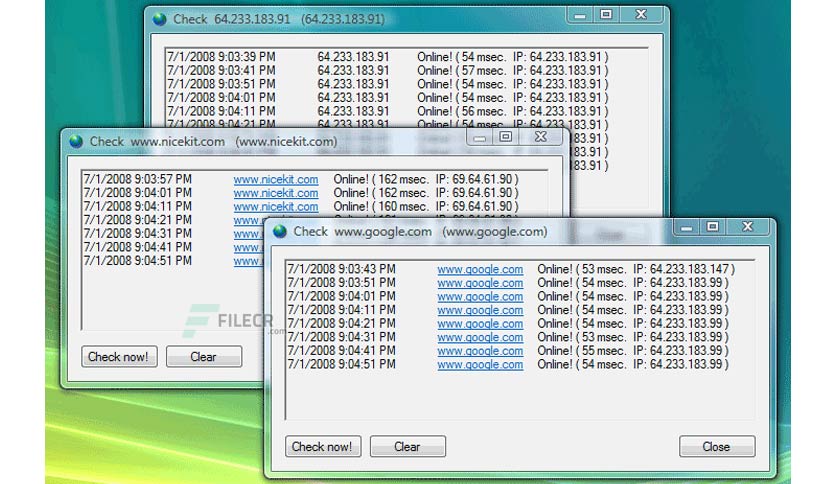 Check 64.233.183.91 (64.233.183.91)
7/1/2008 9:03:39 PM 64.233.183.91 Online! ( 54 msec. IP: 64.233.183.91 )
7/1/2008 9:03:41 PM 64.233.183.91 Online! ( 57 msec. IP: 64.233.183.91 )
7/1/2008 9:03:51 PM 64.233.183.91 Online! ( 54 msec. IP: 64.233.183.91 )
7/1/2008 9:04:01 PM 64.233.183.91 Online! ( 54 msec. IP: 64.233.183.91 )
7/1/2008 9:04:11 PM 64.233.183.91 Online! ( 56 msec. IP: 64.233.183.91 )
7/1/2008 9:04:21 PM 64.233.183.91 Online! ( 54 msec. IP: 64.233.183.91 )
Check www.nicekit.com (www.nicekit.com)
7/1/2008 9:03:57 PM www.nicekit.com Online! ( 162 msec. IP: 69.64.61.90 )
7/1/2008 9:04:01 PM www.nicekit.com Online! ( 162 msec. IP: 69.64.61.90 )
7/1/2008 9:04:11 PM www.nicekit.com Online! ( 160 msec. IP: 69.64.61.90 )
7/1/2008 9:04:21 PM
7/1/2008 9:04:31 PM
7/1/2008 9:04:41 PM
7/1/2008 9:04:51 PM
FILECR
.com
Check now! Clear
Check www.google.com (www.google.com)
7/1/2008 9:03:43 PM www.google.com Online! ( 53 msec. IP: 64.233.183.147 )
7/1/2008 9:03:51 PM www.google.com Online! ( 54 msec. IP: 64.233.183.99 )
7/1/2008 9:04:01 PM www.google.com Online! ( 54 msec. IP: 64.233.183.99 )
7/1/2008 9:04:11 PM www.google.com Online! ( 54 msec. IP: 64.233.183.99 )
7/1/2008 9:04:21 PM www.google.com Online! ( 54 msec. IP: 64.233.183.99 )
7/1/2008 9:04:31 PM www.google.com Online! ( 54 msec. IP: 64.233.183.99 )
7/1/2008 9:04:41 PM www.google.com Online! ( 55 msec. IP: 64.233.183.99 )
7/1/2008 9:04:51 PM www.google.com Online! ( 54 msec. IP: 64.233.183.99 )
Check now! Clear Close